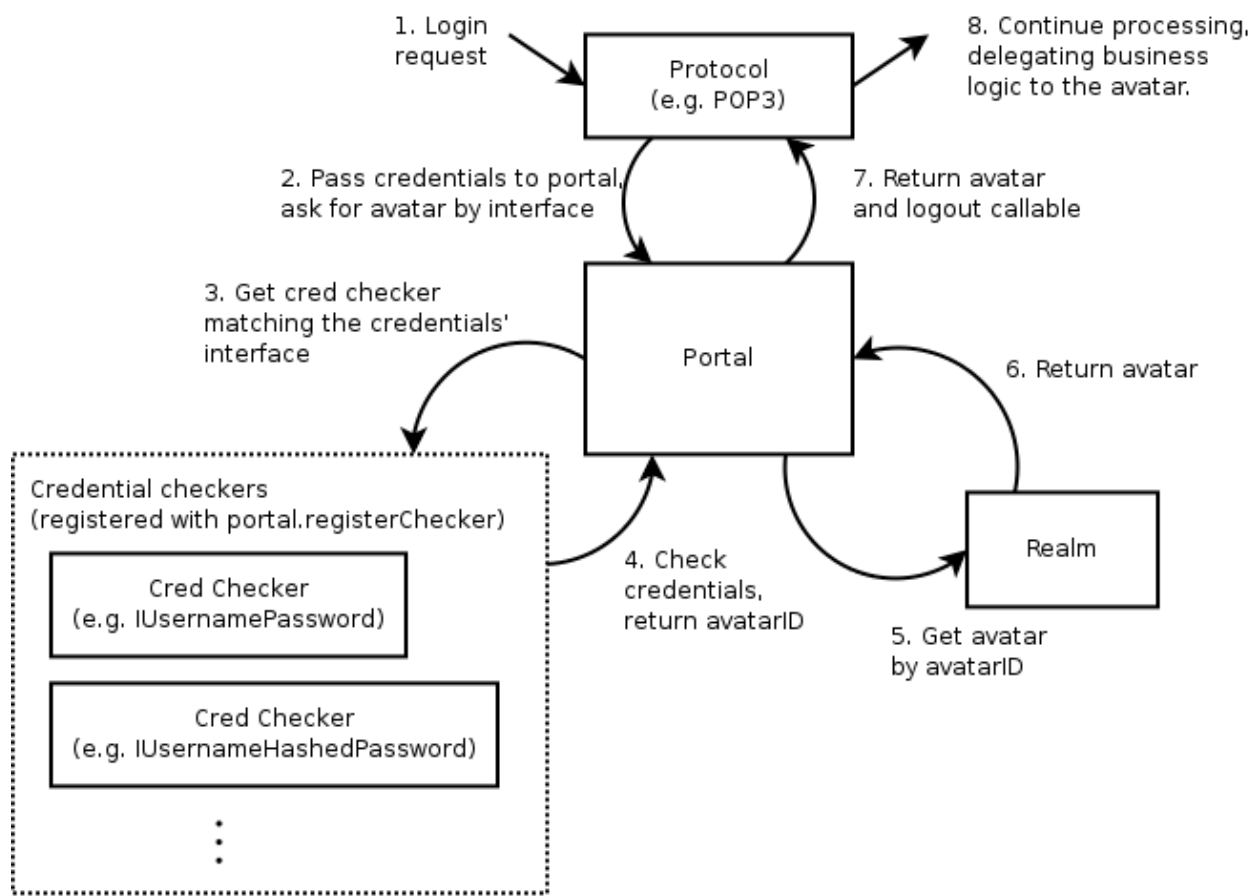 1. Login
request
Protocol
(e.g. POP3)
8. Continue processing,
delegating business
logic to the avatar.
2. Pass credentials to portal,
ask for avatar by interface
7. Return avatar
and logout callable
3. Get cred checker
matching the credentials'
interface
Portal
6. Return avatar
Credential checkers
(registered with portal.registerChecker)
Cred Checker
(e.g. IUsernamePassword)
Cred Checker
(e.g. IUsernameHashedPassword)
4. Check
credentials,
return avatarID
Realm
5. Get avatar
by avatarID